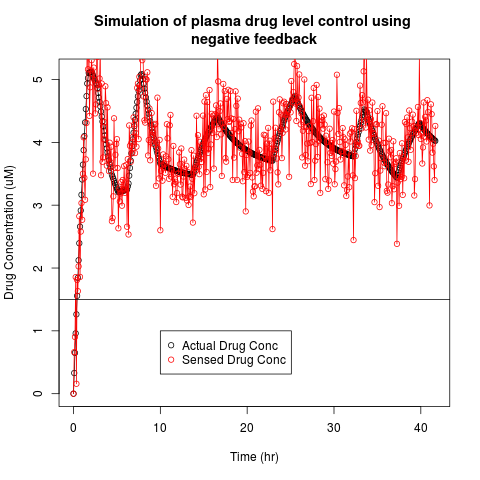 Simulation of plasma drug level control using
negative feedback
Drug Concentration (uM)
5
4
3
2
1
0
Actual Drug Conc
Sensed Drug Conc
0 10 20 30 40
Time (hr)